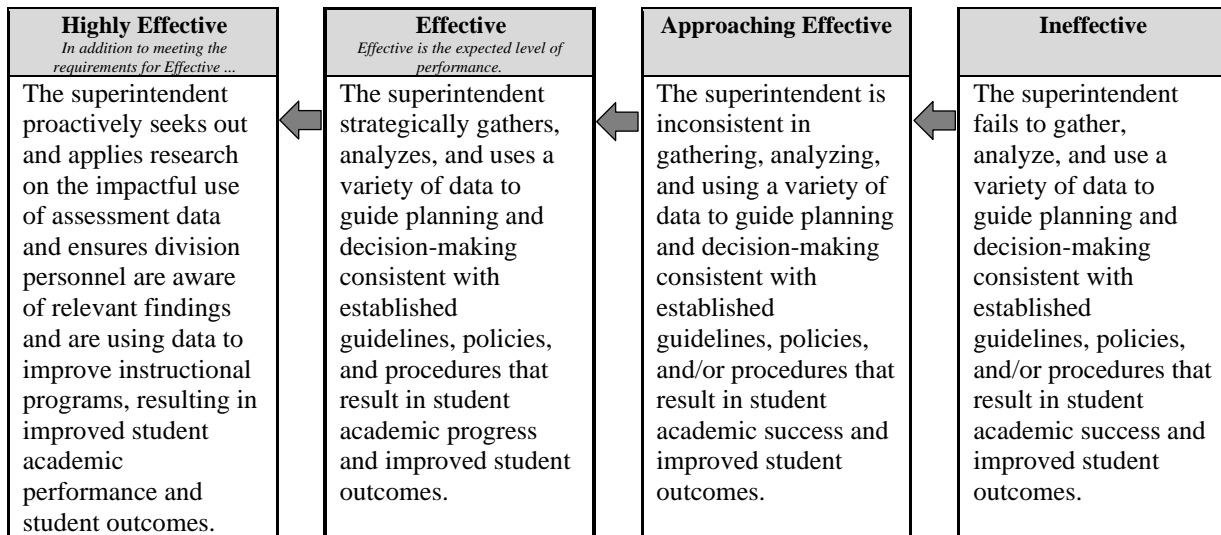 Highly Effective
In addition to meeting the
requirements for Effective ...
The superintendent
proactively seeks out
and applies research
on the impactful use
of assessment data
and ensures division
personnel are aware
of relevant findings
and are using data to
improve instructional
programs, resulting in
improved student
academic
performance and
student outcomes.
Effective
Effective is the expected level of
performance.
The superintendent
strategically gathers,
analyzes, and uses a
variety of data to
guide planning and
decision-making
consistent with
established
guidelines, policies,
and procedures that
result in student
academic progress
and improved student
outcomes.
Approaching Effective
The superintendent is
inconsistent in
gathering, analyzing,
and using a variety of
data to guide planning
and decision-making
consistent with
established
guidelines, policies,
and/or procedures that
result in student
academic success and
improved student
outcomes.
Ineffective
The superintendent
fails to gather,
analyze, and use a
variety of data to
guide planning and
decision-making
consistent with
established
guidelines, policies,
and/or procedures that
result in student
academic success and
improved student
outcomes.